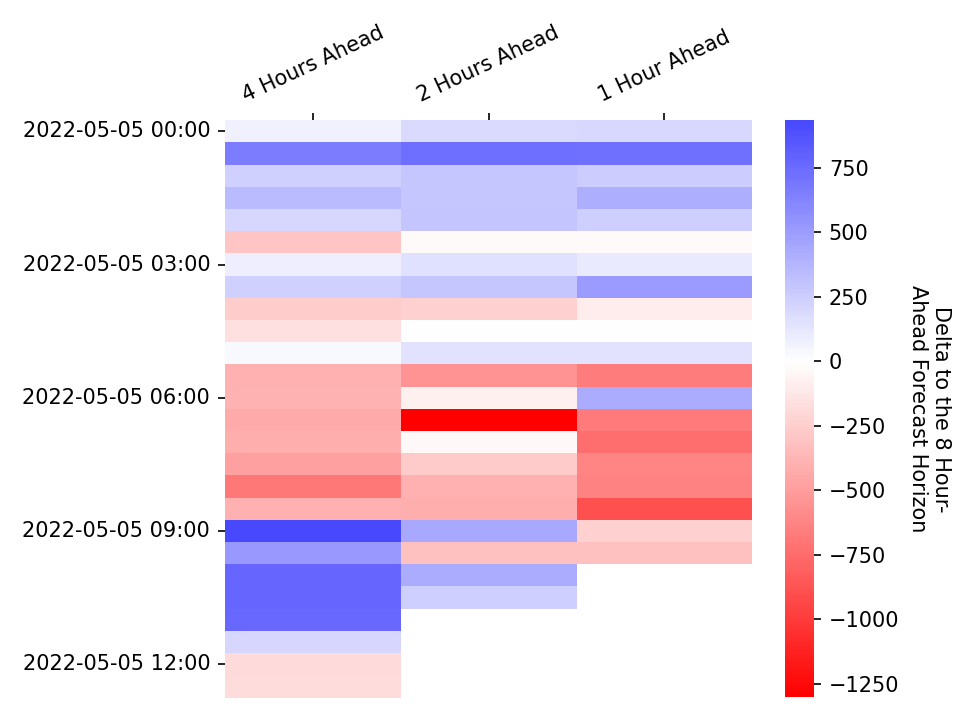 4 Hours Ahead
2 Hours Ahead
1 Hour Ahead
2022-05-05 00:00
2022-05-05 03:00
2022-05-05 06:00
2022-05-05 09:00
2022-05-05 12:00
750
500
250
0
−250
−500
−750
−1000
−1250
Delta to the 8 Hour-
Ahead Forecast Horizon